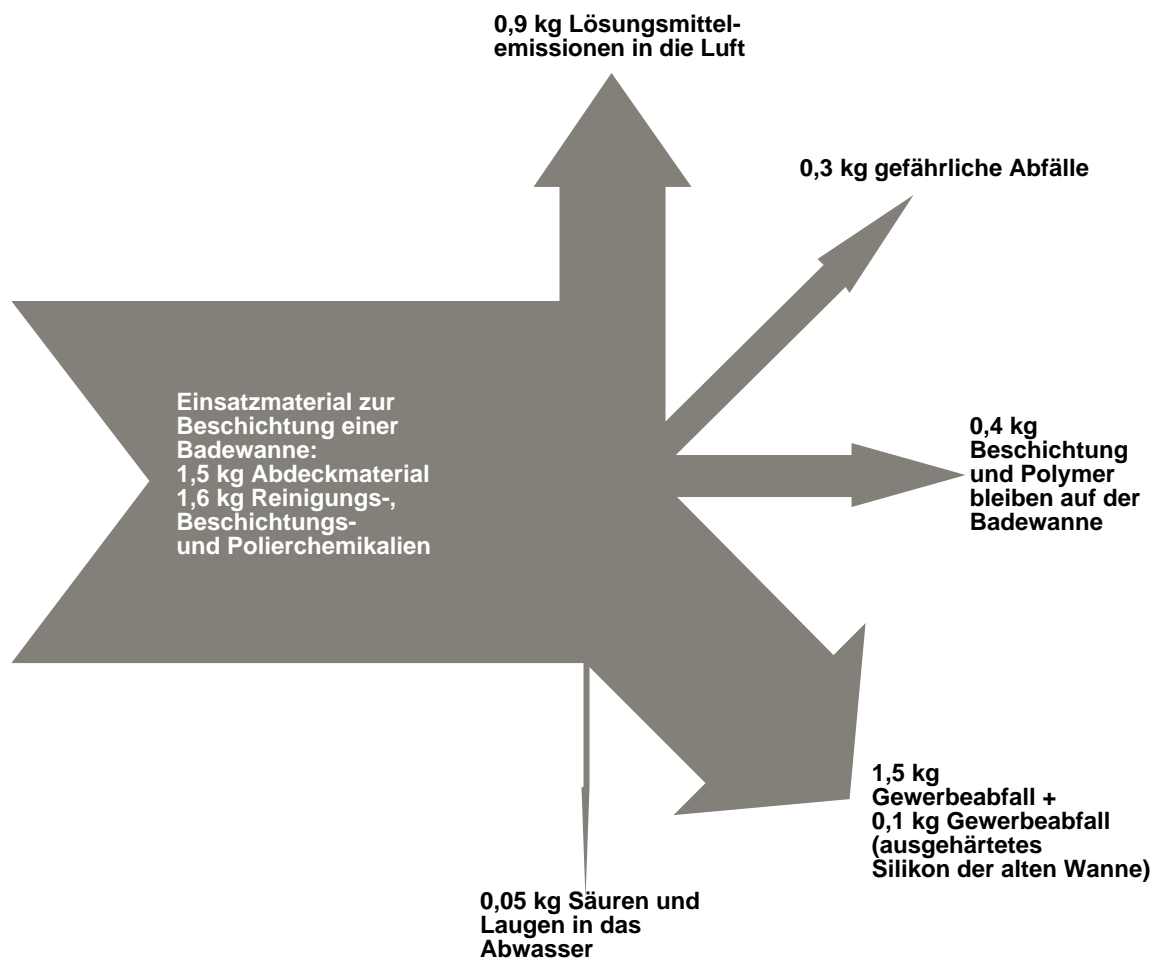 0,9 kg Lösungsmittel-
emissionen in die Luft
0,3 kg gefährliche Abfälle
Einsatzmaterial zur
Beschichtung einer
Badewanne:
1,5 kg Abdeckmaterial
1,6 kg Reinigungs-,
Beschichtungs-
und Polierchemikalien
0,4 kg
Beschichtung
und Polymer
bleiben auf der
Badewanne
1,5 kg
Gewerbeabfall +
0,1 kg Gewerbeabfall
(ausgehärtetes
Silikon der alten Wanne)
0,05 kg Säuren und
Laugen in das
Abwasser